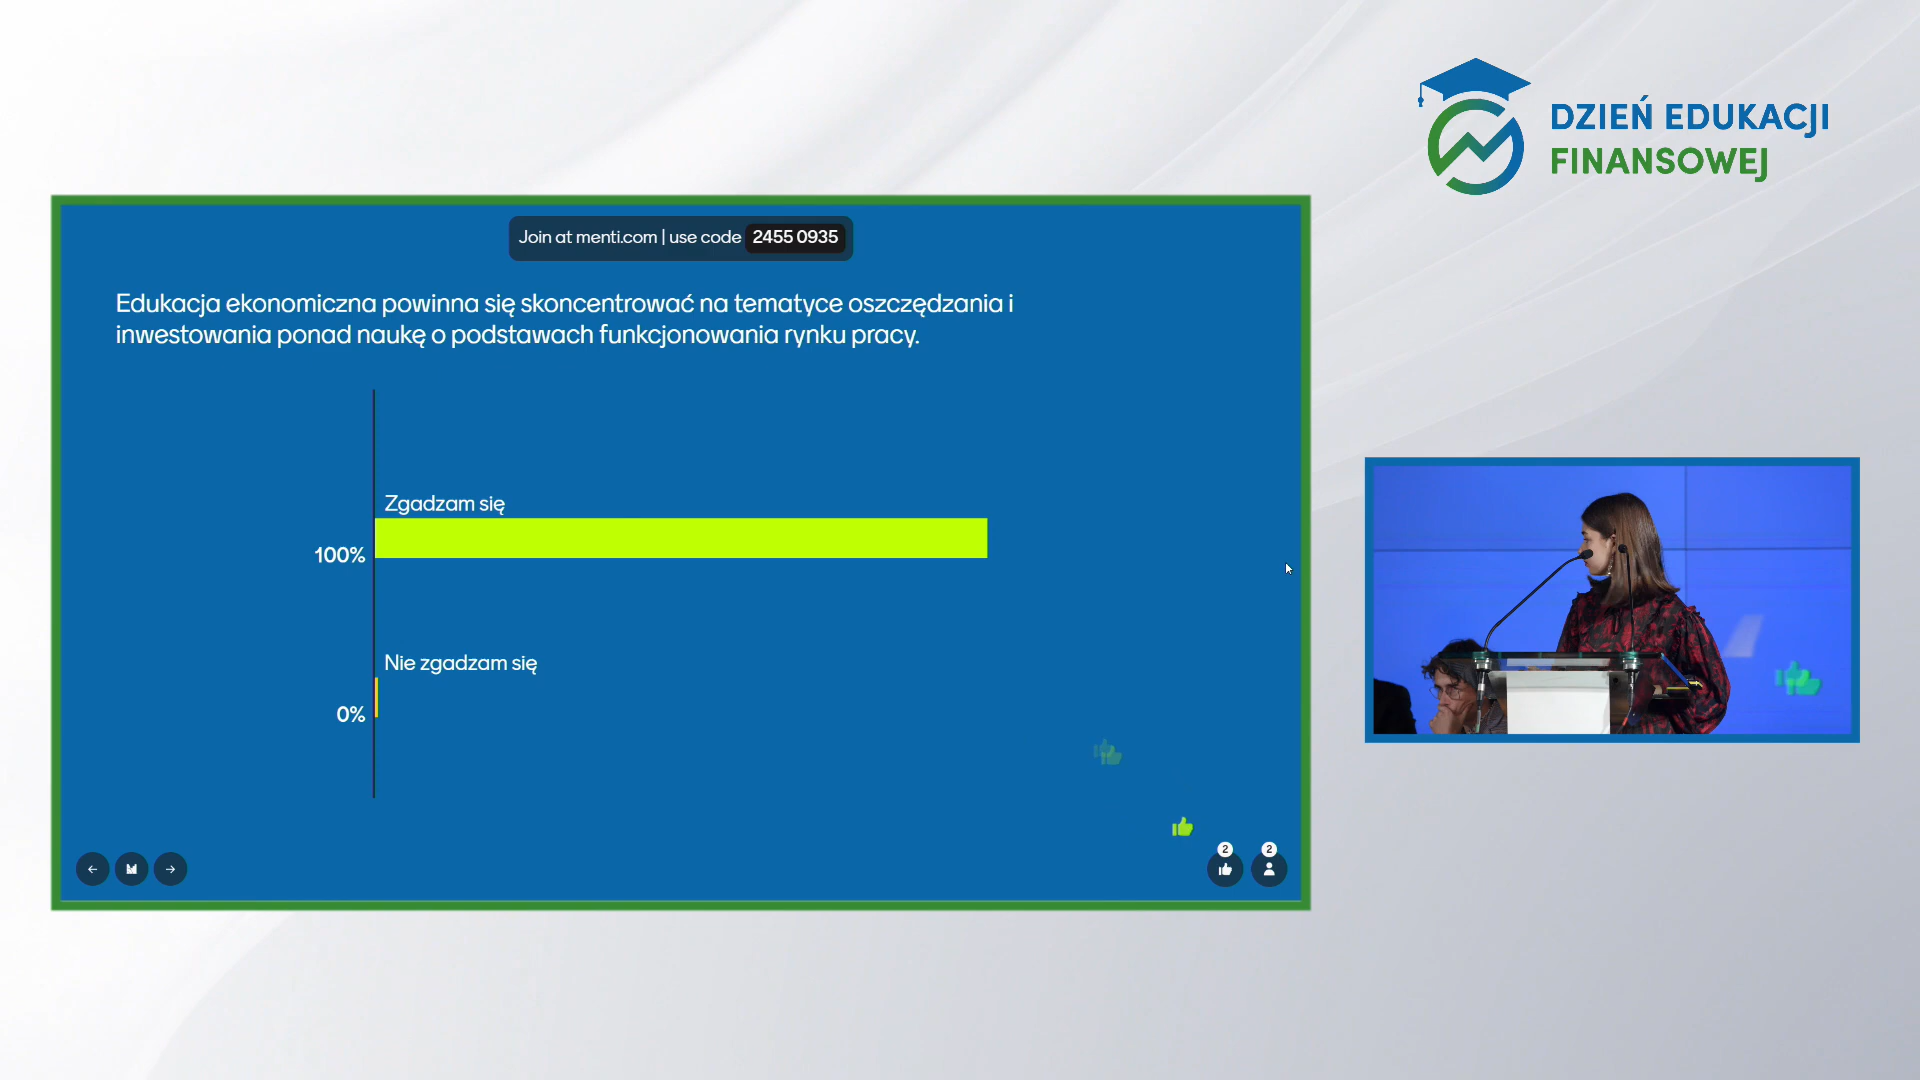 DZIEŃ EDUKACJI
FINANSOWEJ
Join at menti.com | use code 2455 0935
Edukacja ekonomiczna powinna się skoncentrować na tematyce oszczędzania i
inwestowania ponad naukę o podstawach funkcjonowania rynku pracy.
Zgadzam się
100%
Nie zgadzam się
0%
2
2